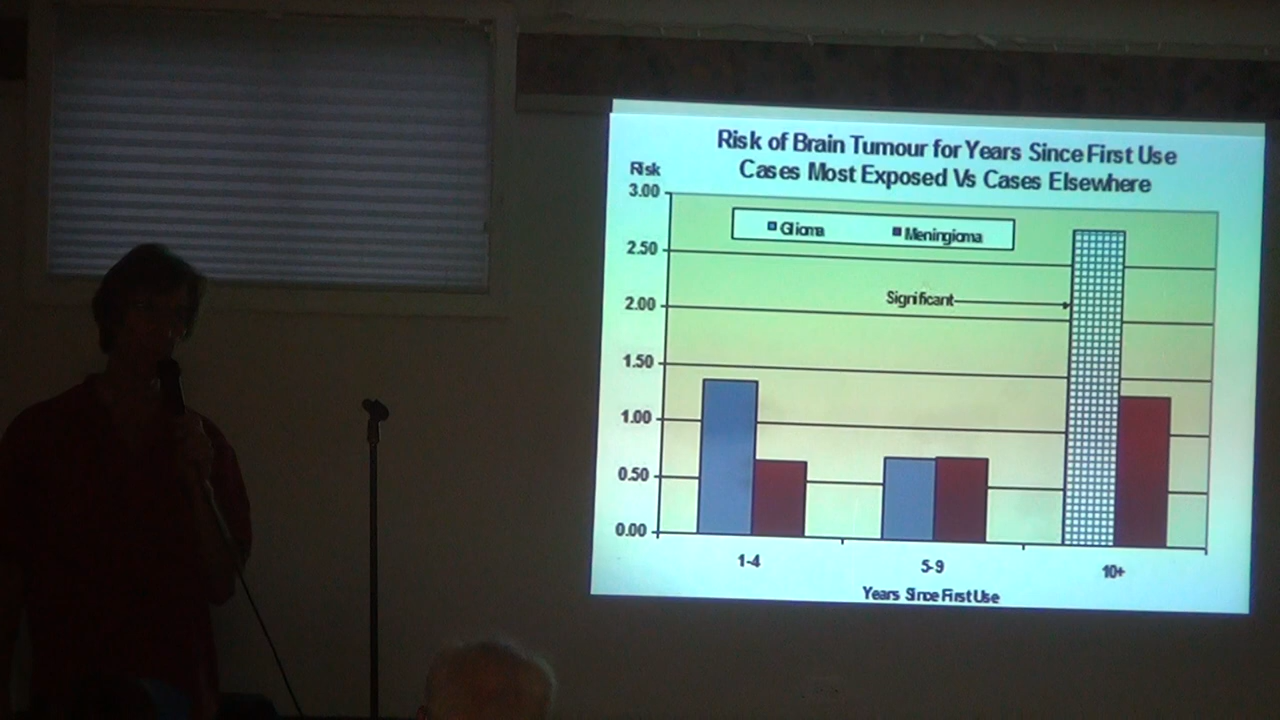 Risk of Brain Tumour for Years Since First Use
Cases Most Exposed Vs Cases Elsewhere
Risk
3.00
Glioma Meningioma
2.50
Significant
2.00
1.50
1.00
0.50
0.00
1-4 5-9 10+
Years Since First Use